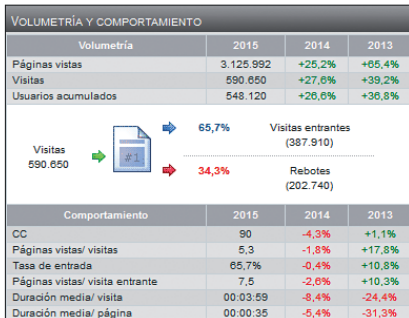 VOLUMETRÍA Y COMPORTAMIENTO
Volumetría 2015 2014 2013
Páginas vistas 3.125.992 +25,2% +65,4%
Visitas 590.650 +27,6% +39,2%
Usuarios acumulados 548.120 +26,6% +36,8%
65,7% Visitas entrantes
(387.910)
Visitas
590.650
#1
34,3% Rebotes
(202.740)
Comportamiento 2015 2014 2013
CC 90 -4,3% +1,1%
Páginas vistas/ visitas 5,3 -1,8% +17,8%
Tasa de entrada 65,7% -0,4% +10,8%
Páginas vistas/ visita entrante 7,5 -2,6% +10,3%
Duración media/ visita 00:03:59 -8,4% -24,4%
Duración media/ página 00:00:35 -5,4% -31,3%